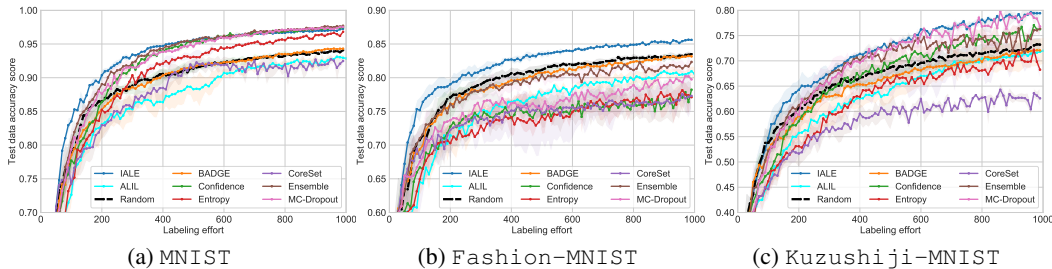 Test data accuracy score
1.00
0.95
0.90
0.85
0.80
0.75
0.70
0 200 400 600 800 1000
Labeling effort
IALE BADGE CoreSet
ALIL Confidence Ensemble
Random Entropy MC-Dropout
(a) MNIST
Test data accuracy score
0.90
0.85
0.80
0.75
0.70
0.65
0.60
0 200 400 600 800 1000
Labeling effort
IALE BADGE CoreSet
ALIL Confidence Ensemble
Random Entropy MC-Dropout
(b) Fashion-MNIST
Test data accuracy score
0.80
0.75
0.70
0.65
0.60
0.55
0.50
0.45
0.40
0 200 400 600 800 1000
Labeling effort
IALE BADGE CoreSet
ALIL Confidence Ensemble
Random Entropy MC-Dropout
(c) Kuzushiji-MNIST